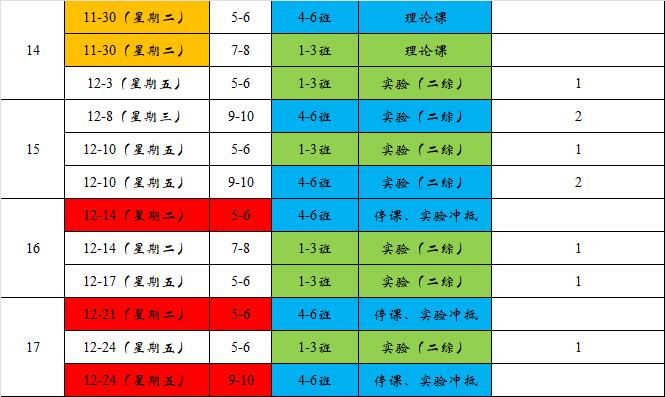 14
11-30（星期二） 5-6 4-6班 理论课
11-30（星期二） 7-8 1-3班 理论课
12-3（星期五） 5-6 1-3班 实验（二综） 1
15
12-8（星期三） 9-10 4-6班 实验（二综） 2
12-10（星期五） 5-6 1-3班 实验（二综） 1
12-10（星期五） 9-10 4-6班 实验（二综） 2
16
12-14（星期二） 5-6 4-6班 停课、实验冲抵
12-14（星期二） 7-8 1-3班 实验（二综） 1
12-17（星期五） 5-6 1-3班 实验（二综） 1
17
12-21（星期二） 5-6 4-6班 停课、实验冲抵
12-24（星期五） 5-6 1-3班 实验（二综） 1
12-24（星期五） 9-10 4-6班 停课、实验冲抵